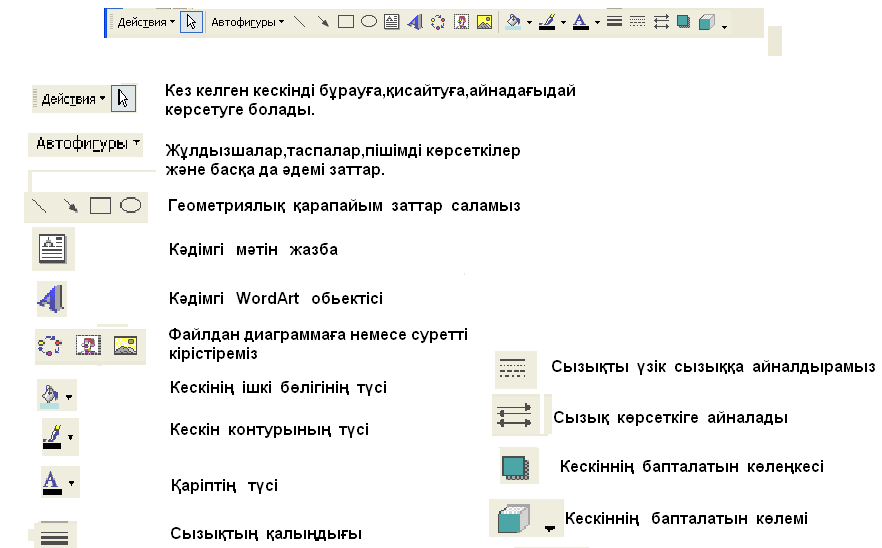 Действия Автофигуры
Действия
Кез келген кескінді бұрауға,қисайтуға,айнадағыдай
көрсетуге болады.
Автофигуры
Жұлдызшалар,таспалар,пішімді көрсеткілер
және басқа да әдемі заттар.
Геометриялық қарапайым заттар саламыз
Кәдімгі мәтін жазба
Кәдімгі WordArt обьектісі
Файлдан диаграммаға немесе суретті
кірістіреміз
Кескінің ішкі бөлігінің түсі
Кескін контурының түсі
Қаріптің түсі
Сызықтың қалыңдығы
Сызықты үзік сызыққа айналдырамыз
Сызық көрсеткіге айналады
Кескіннің бапталатын көлеңкесі
Кескіннің бапталатын көлемі